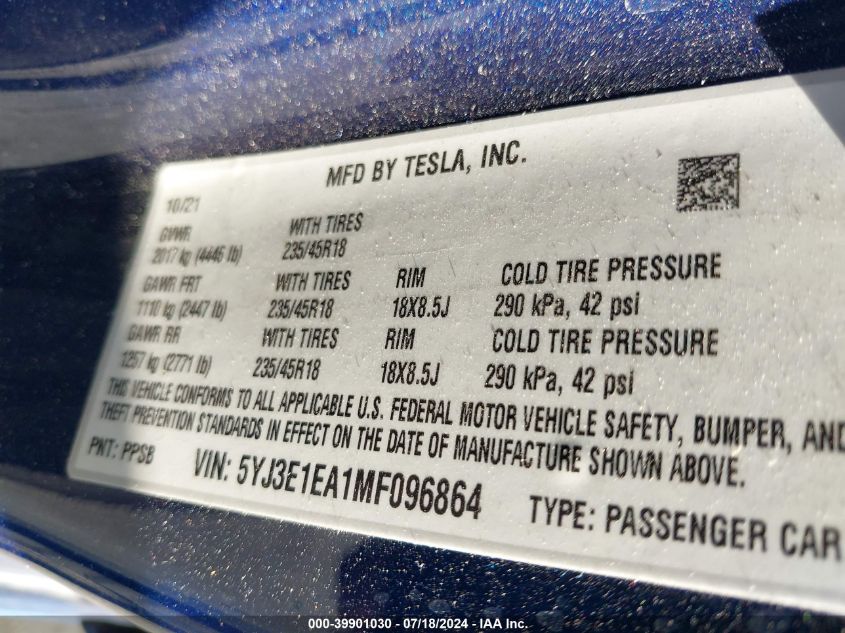 MFD BY TESLA, INC.
10/21
GVWR WITH TIRES
2017 kg (4446 lb) 235/45R18
GAWR FRT WITH TIRES RIM COLD TIRE PRESSURE
1110 kg (2447 lb) 235/45R18 18X8.5J 290 kPa, 42 psi
GAWR RR WITH TIRES RIM COLD TIRE PRESSURE
1257 kg (2771 lb) 235/45R18 18X8.5J 290 kPa, 42 psi
THIS VEHICLE CONFORMS TO ALL APPLICABLE U.S. FEDERAL MOTOR VEHICLE SAFETY, BUMPER, AND
THEFT PREVENTION STANDARDS IN EFFECT ON THE DATE OF MANUFACTURE SHOWN ABOVE.
PNT: PPSB VIN: 5YJ3E1EA1MF096864 TYPE: PASSENGER CAR
000-39901030 - 07/18/2024 - IAA Inc.